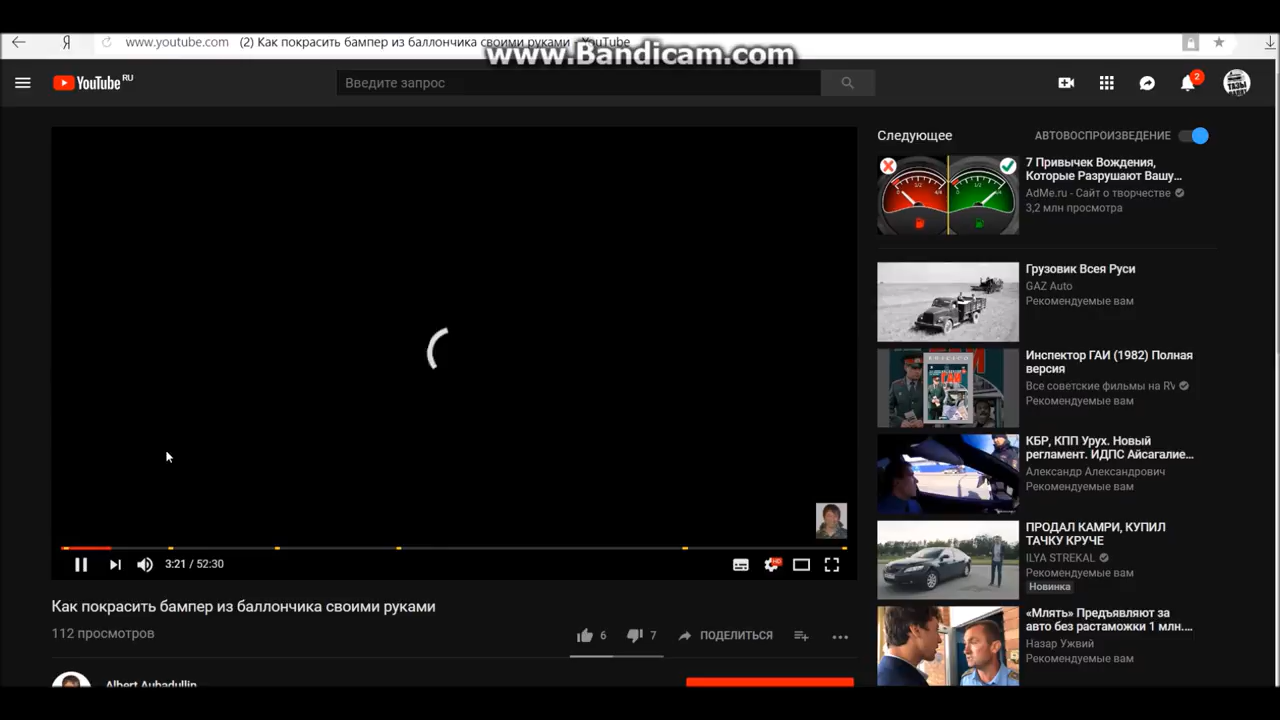 www.youtube.com (2) Как покрасить бампер из баллончика своими руками - YouTube
www.Bandicam.com
YouTube RU
Введите запрос
2
Следующее
АВТОВОСПРОИЗВЕДЕНИЕ
7 Привычек Вождения,
Которые Разрушают Вашу...
AdMe.ru - Сайт о творчестве
3,2 млн просмотра
Грузовик Всея Руси
GAZ Auto
Рекомендуемые вам
Инспектор ГАИ (1982) Полная
версия
Все советские фильмы на RV
Рекомендуемые вам
КБР, КПП Урух. Новый
регламент. ИДПС Айсагалие...
Александр Александрович
Рекомендуемые вам
ПРОДАЛ КАМРИ, КУПИЛ
ТАЧКУ КРУЧЕ
ILYA STREKAL
Рекомендуемые вам
Новинка
«Млять» Предъявляют за
авто без растаможки 1 млн....
Назар Ужвий
Рекомендуемые вам
3:21 / 52:30
HD
Как покрасить бампер из баллончика своими руками
112 просмотров
6
7
ПОДЕЛИТЬСЯ
Albert Aubadullin